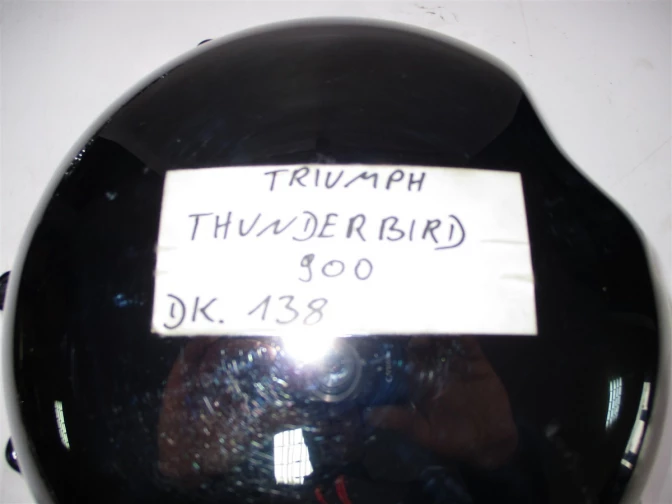 TRIUMPH
THUNDERBIRD
900
DK. 138